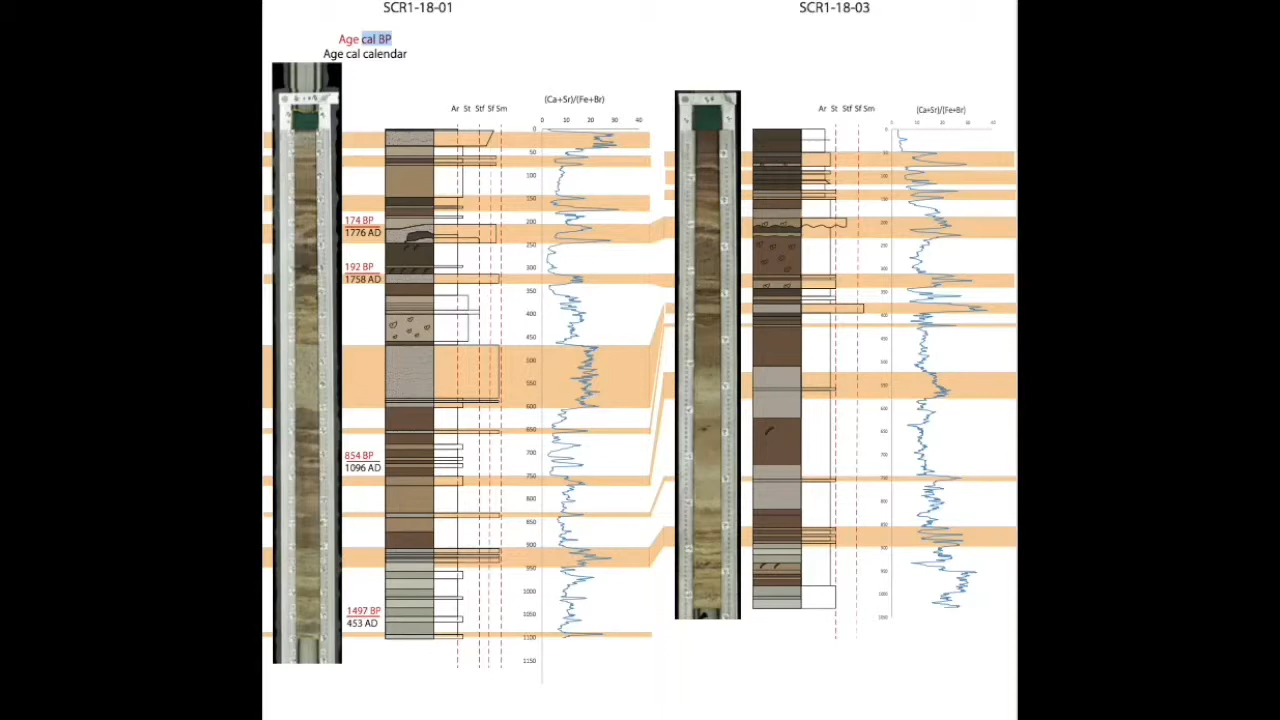 SCR1-18-01
SCR1-18-03
Age cal BP
Age cal calendar
Ar St Stf Sf Sm
(Ca+Sr)/(Fe+Br)
0 10 20 30 40
0
50
100
150
200
250
300
350
400
450
500
550
600
650
700
750
800
850
900
950
1000
1050
1100
1150
174 BP
1776 AD
192 BP
1758 AD
854 BP
1096 AD
1497 BP
453 AD
Ar St Stf Sf Sm
(Ca+Sr)/(Fe+Br)